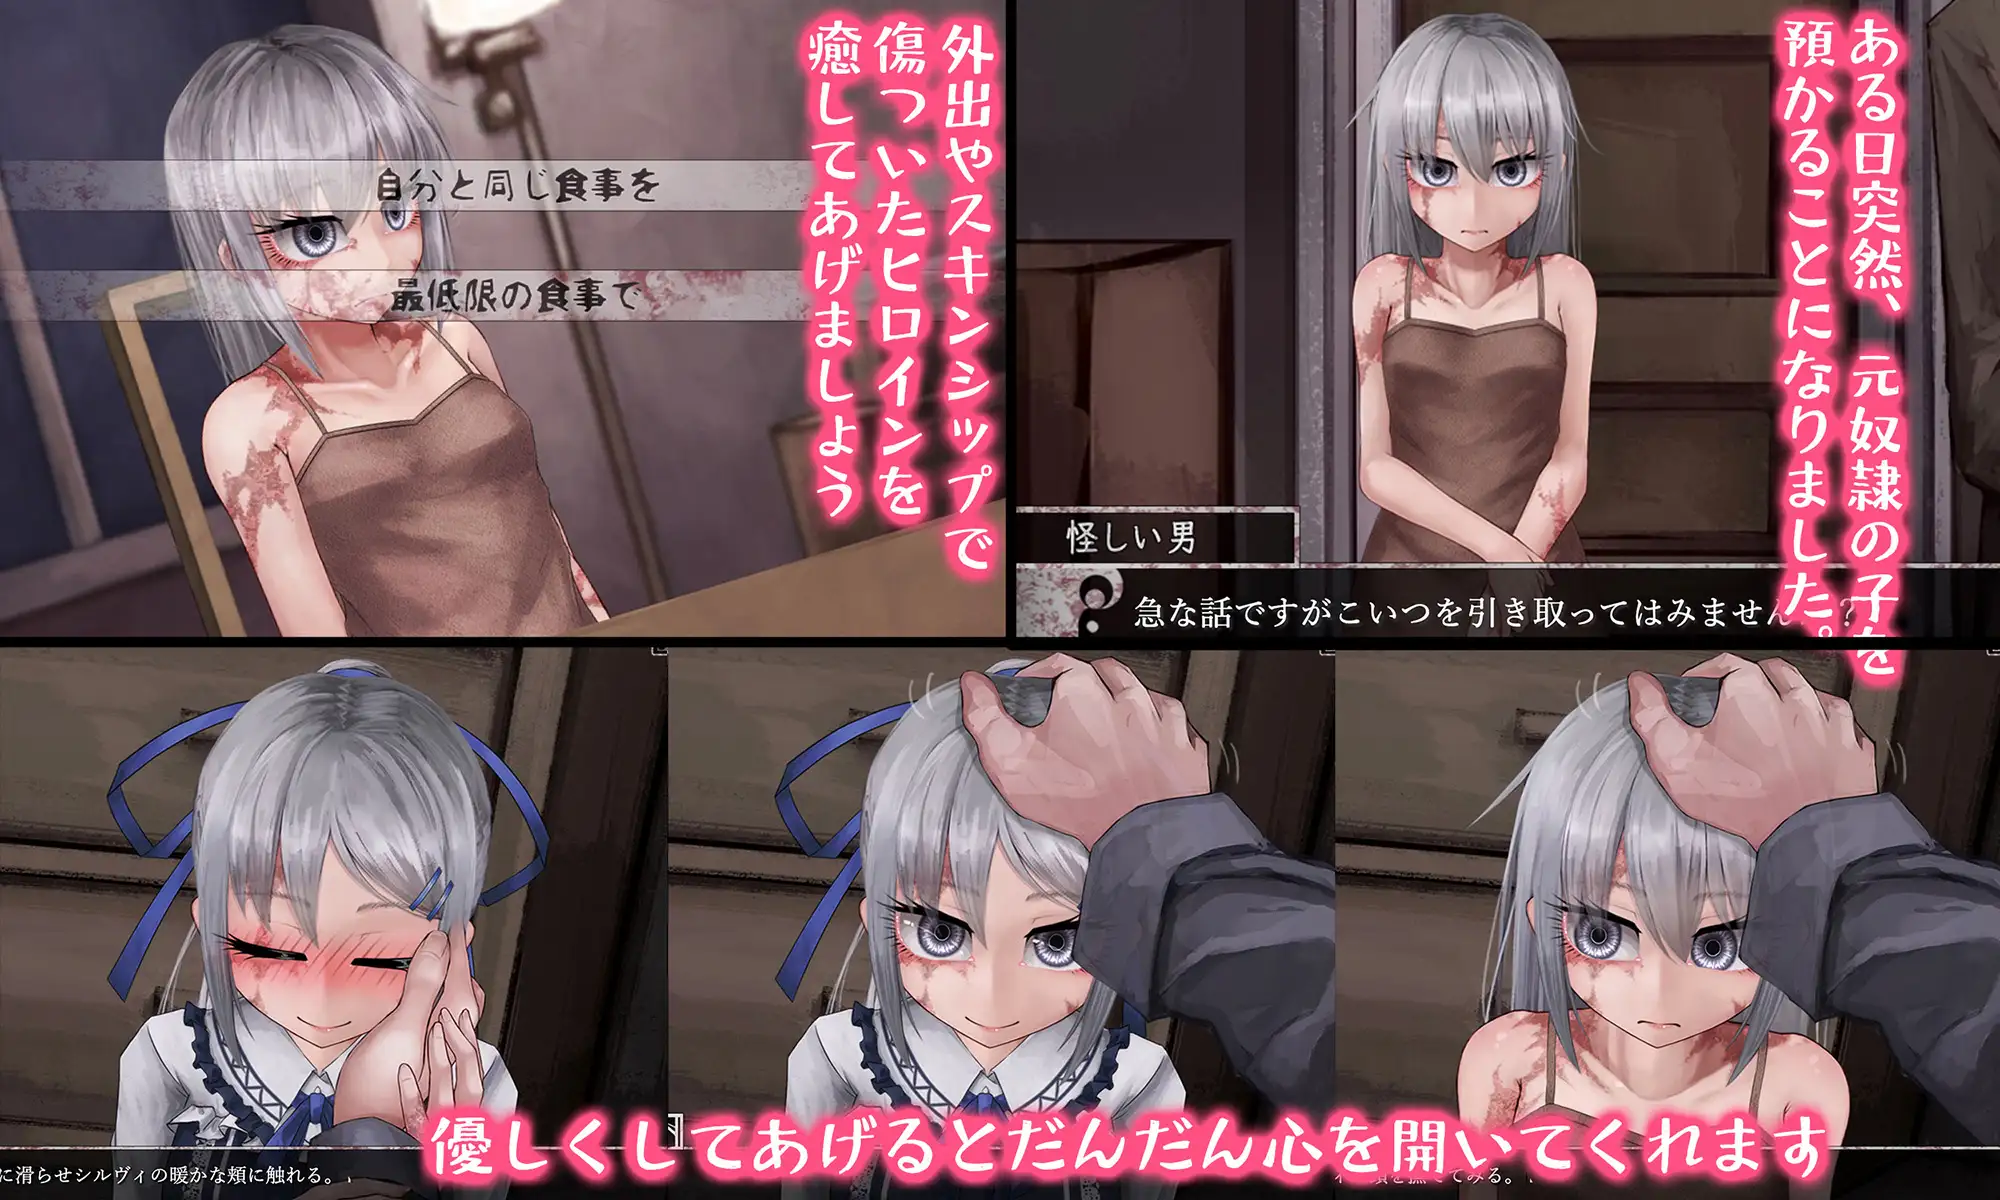 ある日突然、元奴隷の子を
預かることになりました。
怪しい男
急な話ですがこいつを引き取ってはみません
外出やスキンシップで
傷ついたヒロインを
癒してあげましょう
自分と同じ食事を
最低限の食事で
に滑らせシルヴィの暖かな頬に触れる。
優しくしてあげるとだんだん心を開いてくれます
てみる。